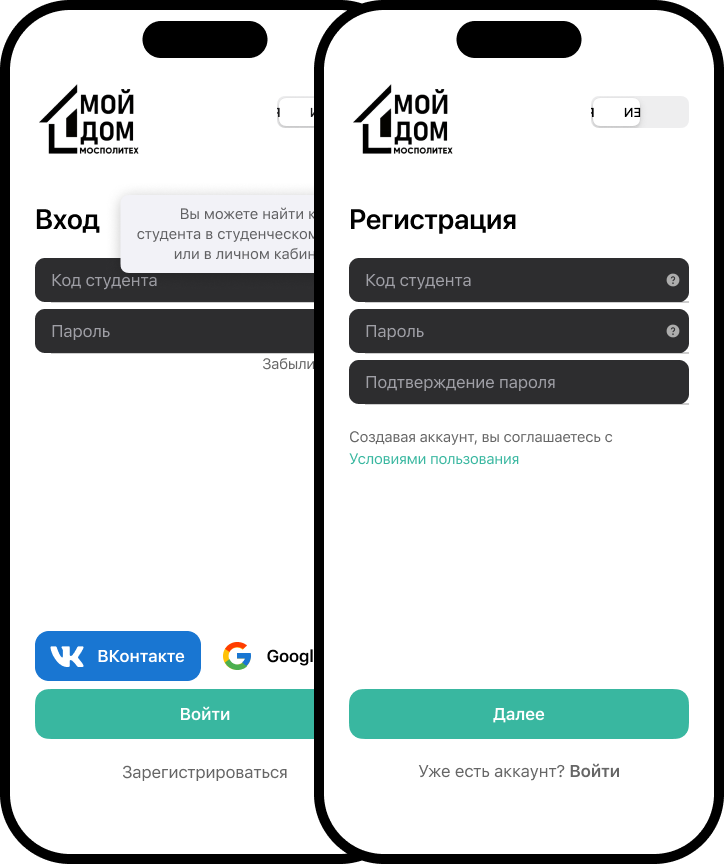 МОЙ
ДОМ
МОСПОЛИТЕХ
Вход
Вы можете найти
студента в студенческом
или в личном
Код студента
Пароль
Забыли
ВКонтакте
Googl
Войти
Зарегистрироваться
МОЙ
ДОМ
МОСПОЛИТЕХ
Регистрация
Код студента
Пароль
Подтверждение пароля
Создавая аккаунт, вы соглашаетесь с
Условиями пользования
Далее
Уже есть аккаунт? Войти